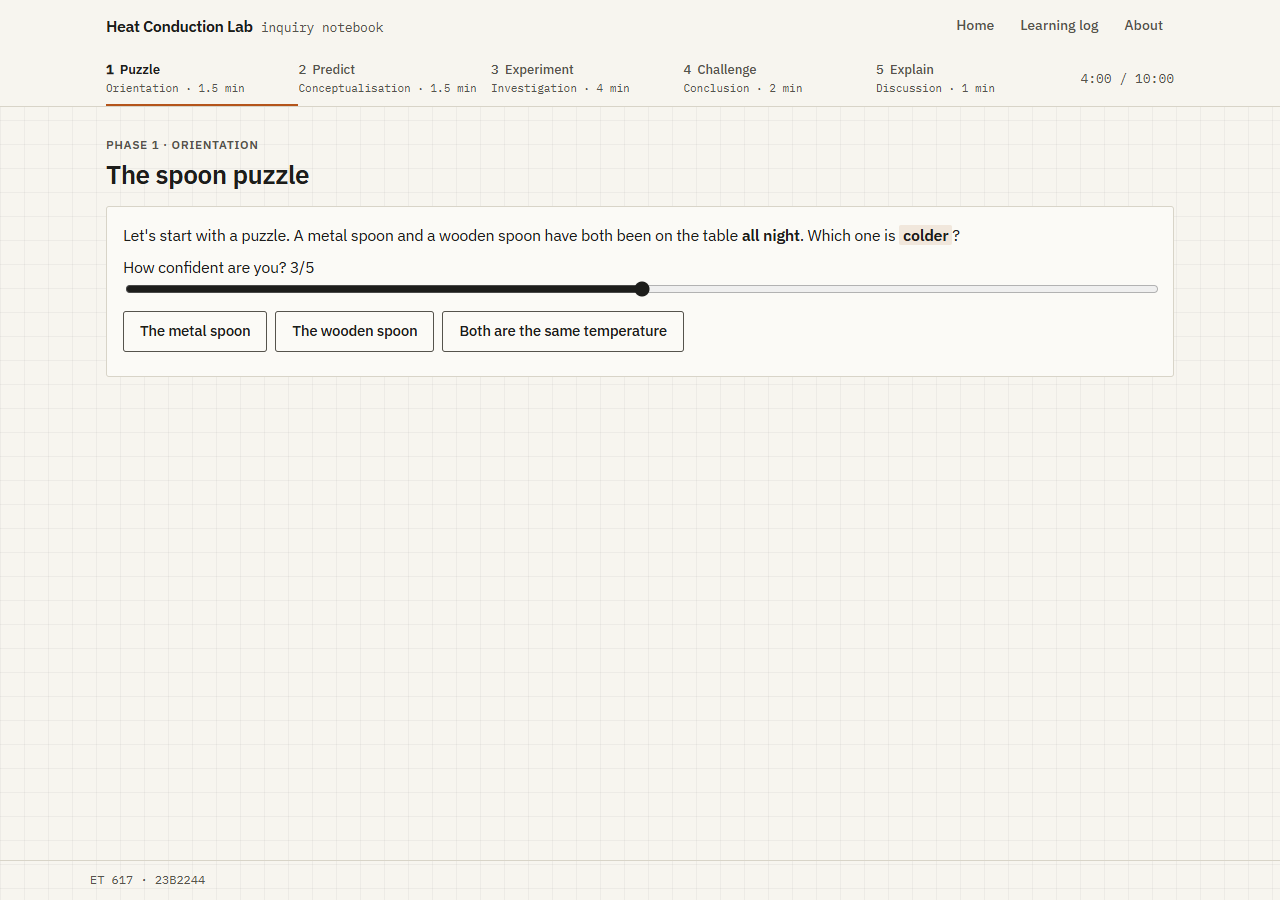 Heat Conduction Lab inquiry notebook
Home Learning log About
1 Puzzle
Orientation · 1.5 min
2 Predict
Conceptualisation · 1.5 min
3 Experiment
Investigation · 4 min
4 Challenge
Conclusion · 2 min
5 Explain
Discussion · 1 min
4:00 / 10:00
PHASE 1 · ORIENTATION
The spoon puzzle
Let's start with a puzzle. A metal spoon and a wooden spoon have both been on the table all night. Which one is colder ?
How confident are you? 3/5
The metal spoon
The wooden spoon
Both are the same temperature
ET 617 · 23B2244